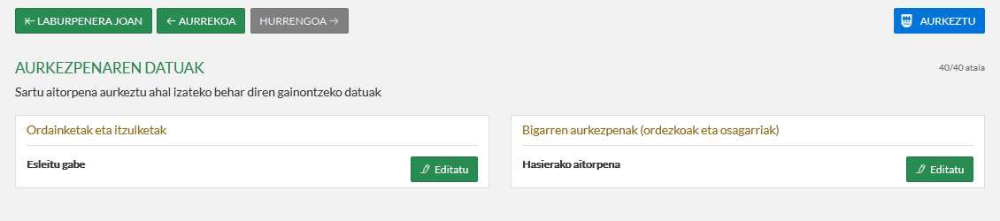 LABURPENERA JOAN AURREKOA HURRENGOA AURKEZTU
AURKEZPENAREN DATUAK 40/40 atala
Sartu aitorpena aurkeztu ahal izateko behar diren gainontzeko datuak
Ordainketak eta itzulketak
Esleitu gabe Editatu
Bigarren aurkezpenak (ordezkoak eta osagarriak)
Hasierako aitorpena Editatu